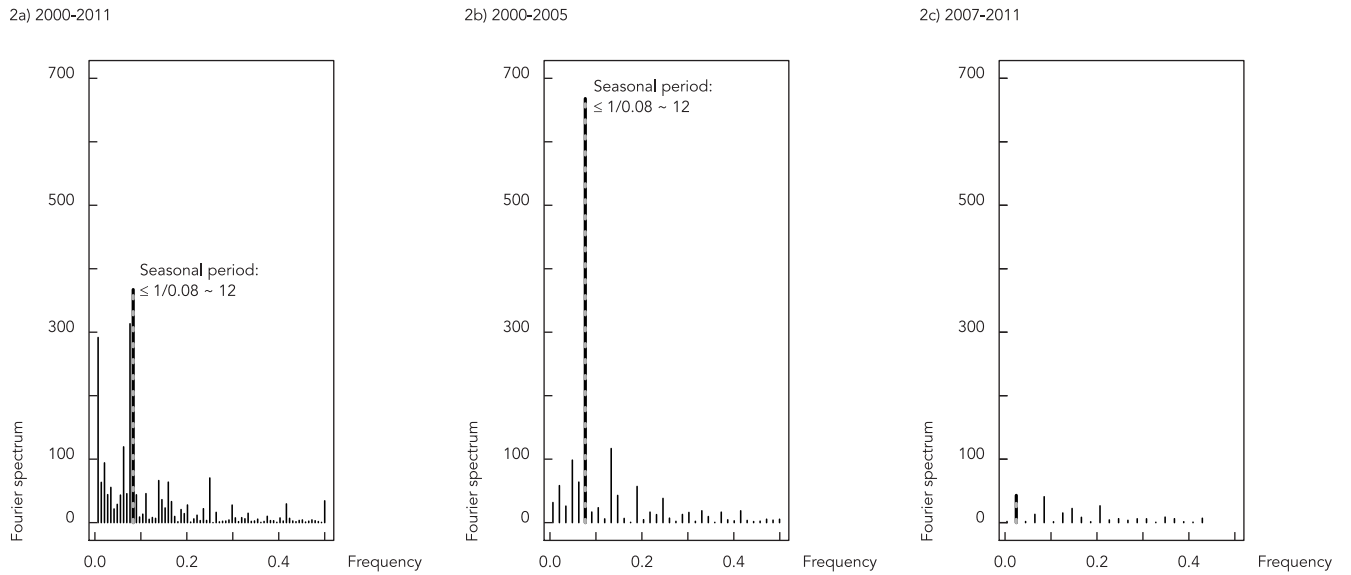 2a) 2000-2011
700
500
300
100
0
Fourier spectrum
Seasonal period:
≤ 1/0.08 ~ 12
0.0
0.2
0.4
Frequency
2b) 2000-2005
700
500
300
100
0
Fourier spectrum
Seasonal period:
≤ 1/0.08 ~ 12
0.0
0.2
0.4
Frequency
2c) 2007-2011
700
500
300
100
0
Fourier spectrum
0.0
0.2
0.4
Frequency